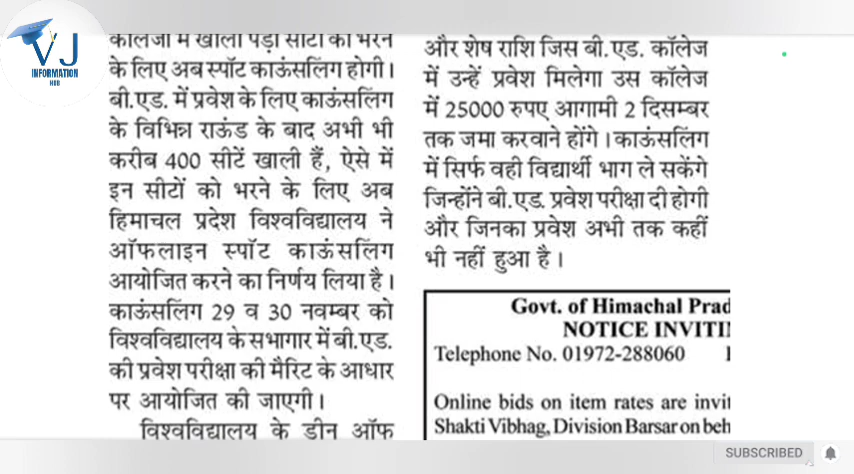 VJ
INFORMATION
HUB
कॉलेजों में खाली पड़ी सीटों को भरने
के लिए अब स्पॉट काऊंसलिंग होगी।
बी.एड. में प्रवेश के लिए काऊंसलिंग
के विभिन्न राऊंड के बाद अभी भी
करीब 400 सीटें खाली हैं, ऐसे में
इन सीटों को भरने के लिए अब
हिमाचल प्रदेश विश्वविद्यालय ने
ऑफलाइन स्पॉट काऊंसलिंग
आयोजित करने का निर्णय लिया है।
काऊंसलिंग 29 व 30 नवम्बर को
विश्वविद्यालय के सभागार में बी.एड.
की प्रवेश परीक्षा की मैरिट के आधार
पर आयोजित की जाएगी।
विश्वविद्यालय के डीन ऑफ
और शेष राशि जिस बी.एड. कॉलेज
में उन्हें प्रवेश मिलेगा उस कॉलेज
में 25000 रुपए आगामी 2 दिसम्बर
तक जमा करवाने होंगे। काऊंसलिंग
में सिर्फ वही विद्यार्थी भाग ले सकेंगे
जिन्होंने बी.एड. प्रवेश परीक्षा दी होगी
और जिनका प्रवेश अभी तक कहीं
भी नहीं हुआ है।
Govt. of Himachal Prad
NOTICE INVITI
Telephone No. 01972-288060
Online bids on item rates are invit
Shakti Vibhag, Division Barsar on beh
SUBSCRIBED